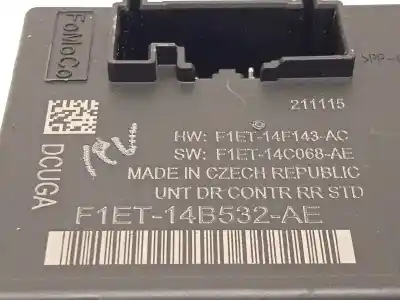 FoMoCo
211115
HW: F1ET-14F143-AC
SW: F1ET-14C068-AE
MADE IN CZECH REPUBLIC
UNT DR CONTR RR STD
DCUGA
F1ET-14B532-AE